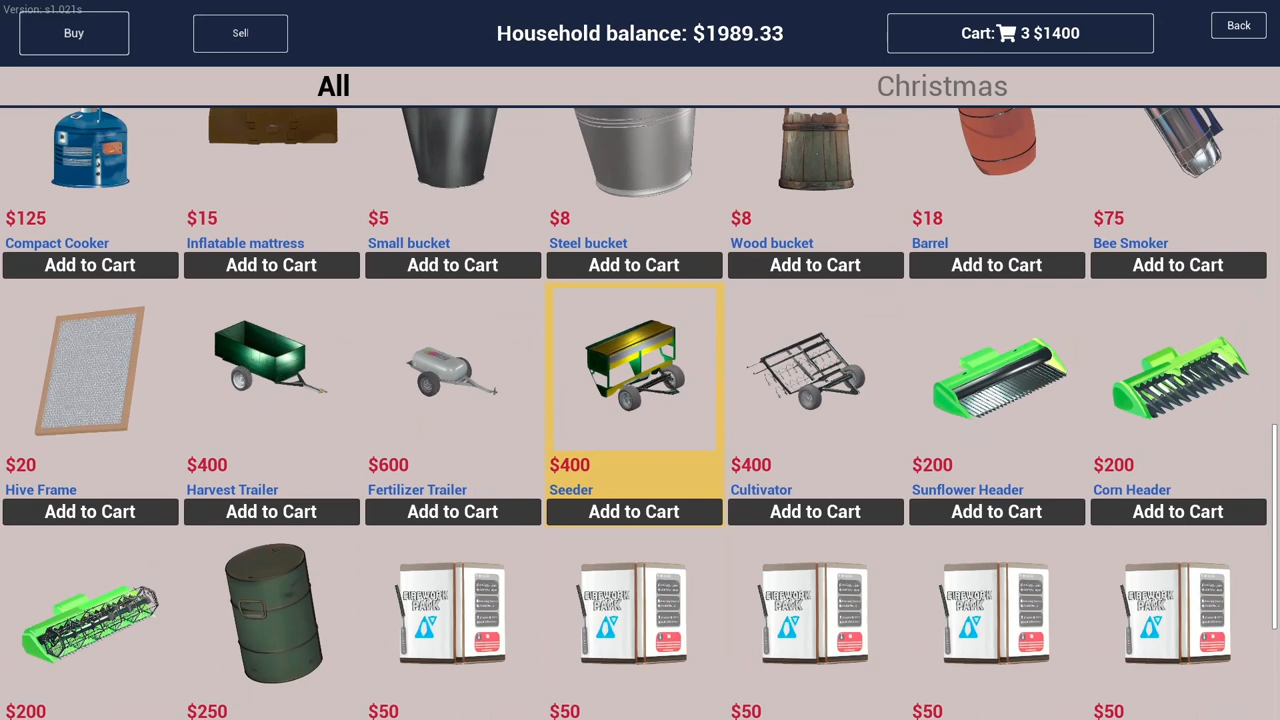 Version: s1.021s
Buy
Sell
Household balance: $1989.33
Cart: 3 $1400
Back
All
Christmas
$125
$15
$5
$8
$8
$18
$75
Compact Cooker
Inflatable mattress
Small bucket
Steel bucket
Wood bucket
Barrel
Bee Smoker
Add to Cart
Add to Cart
Add to Cart
Add to Cart
Add to Cart
Add to Cart
Add to Cart
$20
$400
$600
$400
$400
$200
$200
Hive Frame
Harvest Trailer
Fertilizer Trailer
Seeder
Cultivator
Sunflower Header
Corn Header
Add to Cart
Add to Cart
Add to Cart
Add to Cart
Add to Cart
Add to Cart
Add to Cart
$200
$250
$50
$50
$50
$50
$50